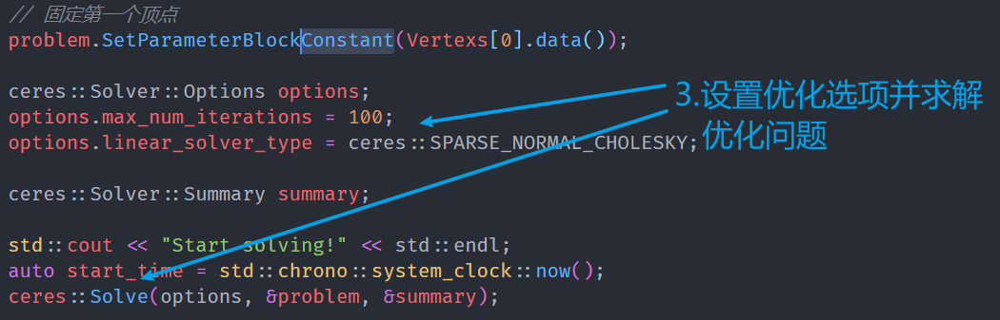 // 固定第一个顶点
problem.SetParameterBlockConstant(Vertexs[0].data());
ceres::Solver::Options options;
options.max_num_iterations = 100;
options.linear_solver_type = ceres::SPARSE_NORMAL_CHOLESKY;
3.设置优化选项并求解
优化问题
ceres::Solver::Summary summary;
std::cout << "Start solving!" << std::endl;
auto start_time = std::chrono::system_clock::now();
ceres::Solve(options, &problem, &summary);